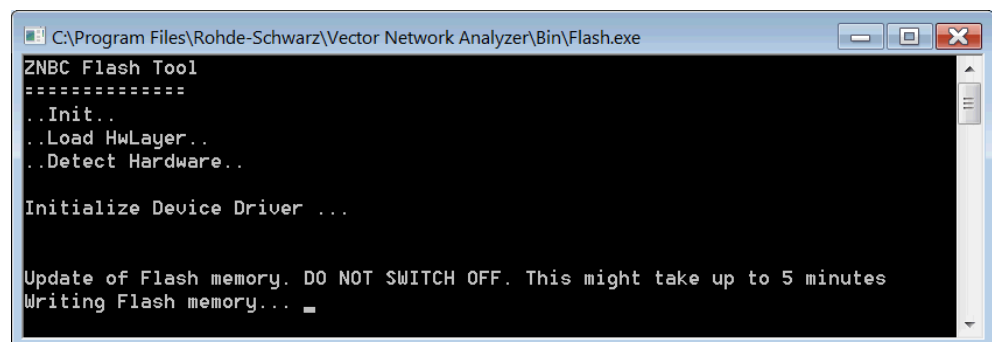 C:\Program Files\Rohde-Schwarz\Vector Network Analyzer\Bin\Flash.exe
ZNBC Flash Tool
==============
..Init..
..Load HwLayer..
..Detect Hardware..
Initialize Device Driver ...
Update of Flash memory. DO NOT SWITCH OFF. This might take up to 5 minutes
Writing Flash memory... _